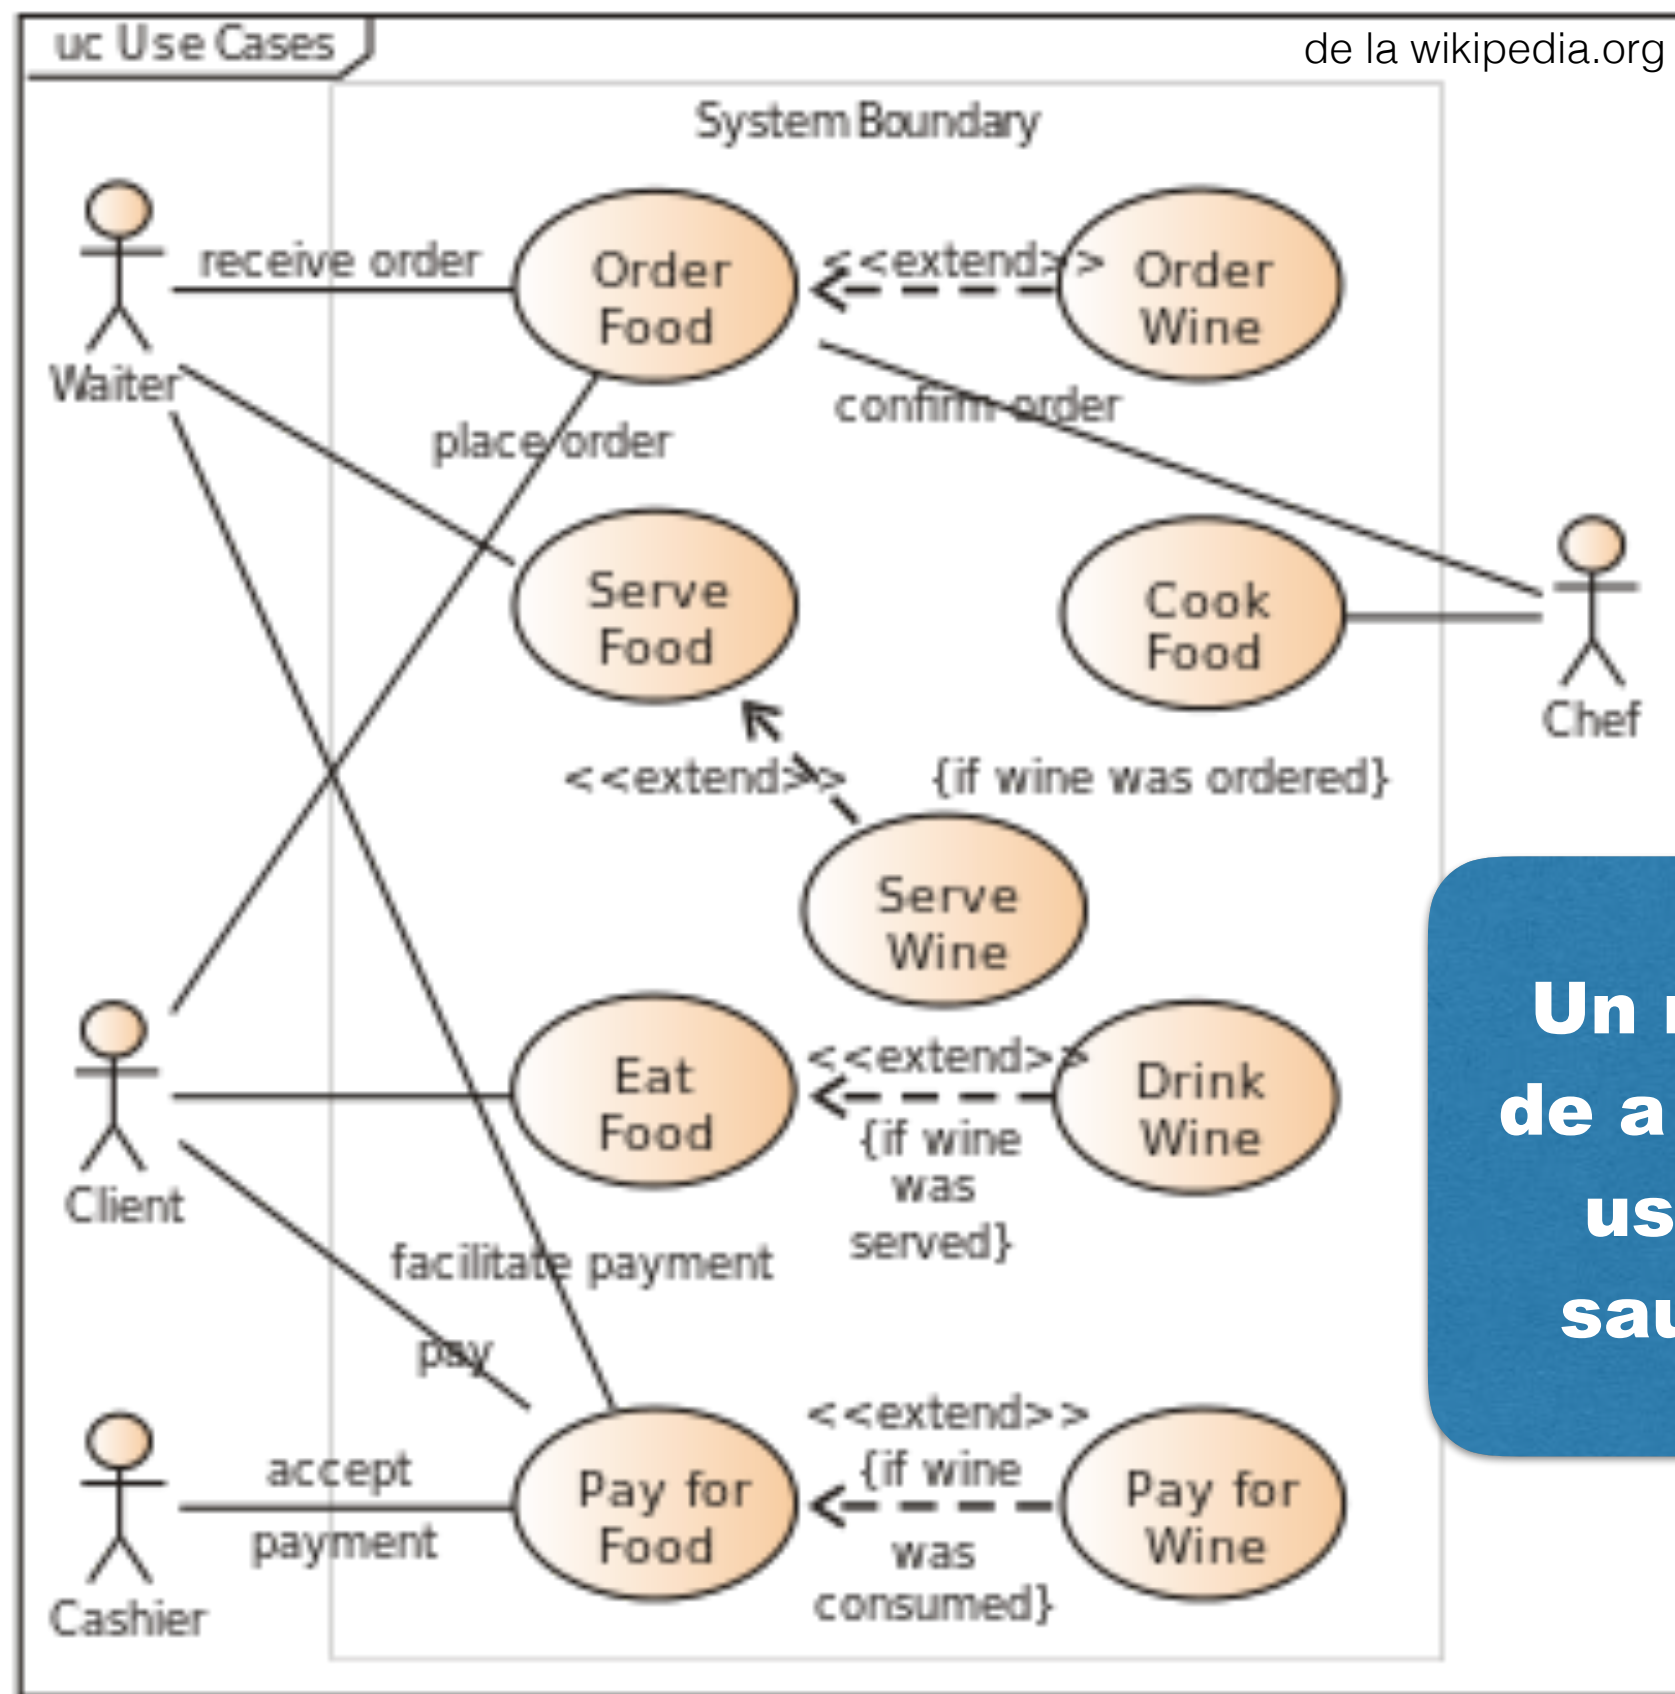 uc Use Cases
de la wikipedia.org
System Boundary
receive order
Order
Food
<<extend>>
Order
Wine
Waiter
place order
confirm order
Serve
Food
Cook
Food
Chef
<<extend>>
{if wine was ordered}
Serve
Wine
Un
de a
us
sau
Eat
Food
<<extend>>
{if wine
was
served}
Drink
Wine
Client
facilitate payment
pay
accept
payment
Pay for
Food
<<extend>>
{if wine
was
consumed}
Pay for
Wine
Cashier